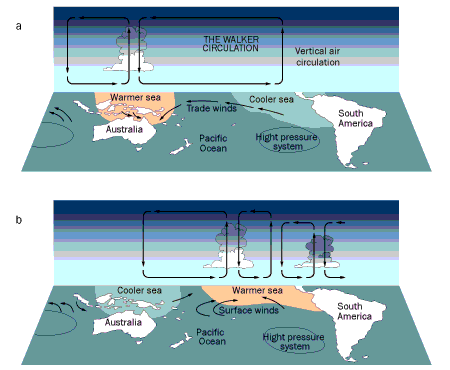 a
THE WALKER
CIRCULATION
Vertical air
circulation
Warmer sea
Cooler sea
Trade winds
South
America
Australia
Pacific
Ocean
Hight pressure
system
b
Cooler sea
Warmer sea
Surface winds
South
America
Australia
Pacific
Ocean
Hight pressure
system